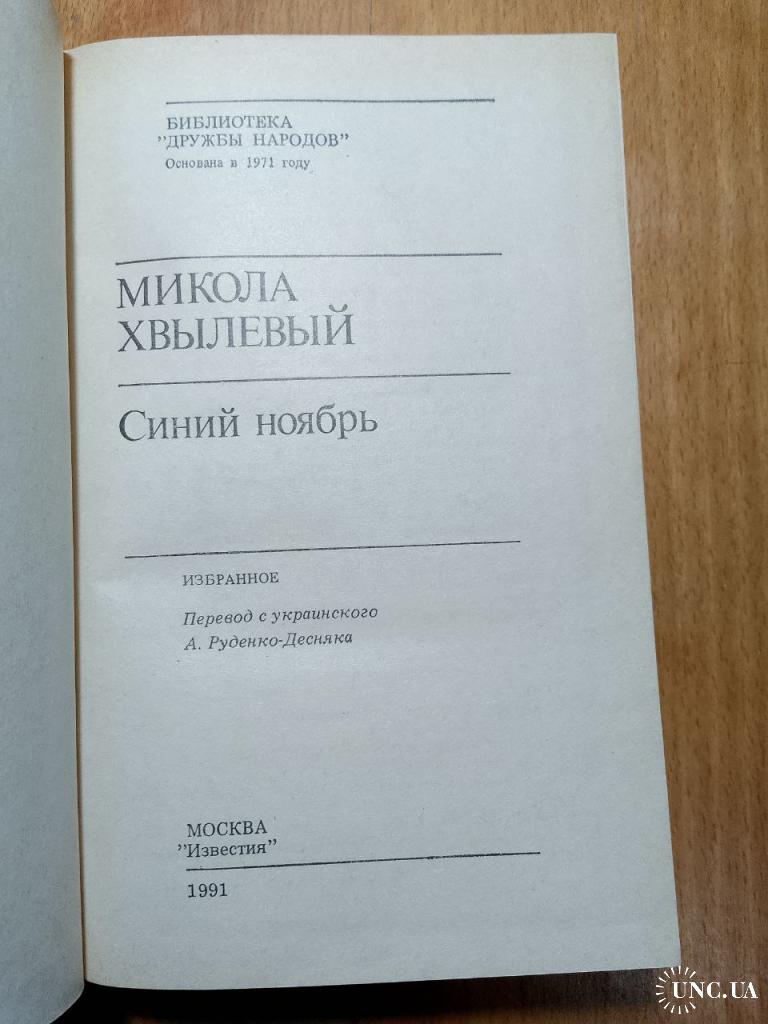 БИБЛИОТЕКА
"ДРУЖБЫ НАРОДОВ"
Основана в 1971 году
МИКОЛА
ХВЫЛЕВЫЙ
Синий ноябрь
ИЗБРАННОЕ
Перевод с украинского
А. Руденко-Десняка
МОСКВА
"Известия"
1991
UNC.UA